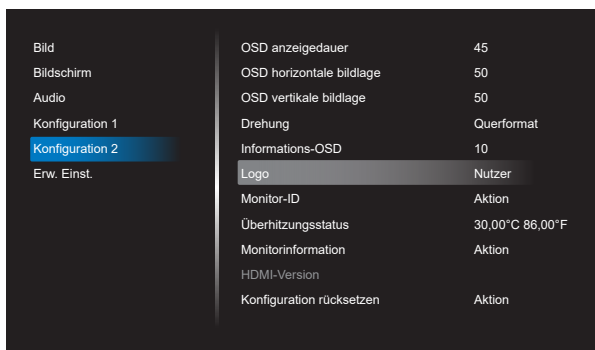 Bild
Bildschirm
Audio
Konfiguration 1
Konfiguration 2
Erw. Einst.
OSD anzeigedauer 45
OSD horizontale bildlage 50
OSD vertikale bildlage 50
Drehung Querformat
Informations-OSD 10
Logo Nutzer
Monitor-ID Aktion
Überhitzungsstatus 30,00°C 86,00°F
Monitorinformation Aktion
HDMI-Version
Konfiguration rücksetzen Aktion